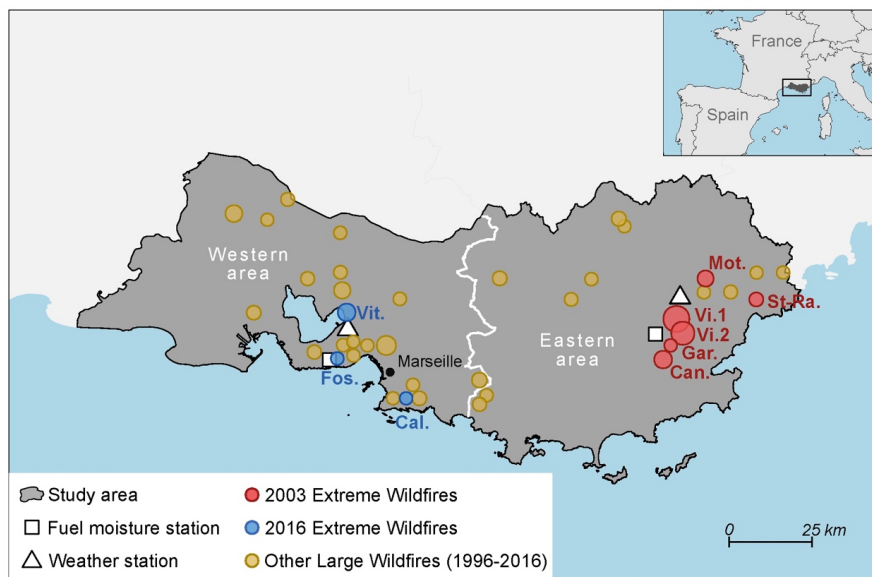 France
Spain
Western
area
Mot.
St-Ra.
Vit.
Vi.1
Vi.2
Eastern
area
Marseille
Gar.
Fos.
Can.
Cal.
Study area
2003 Extreme Wildfires
Fuel moisture station
2016 Extreme Wildfires
0 25 km
Weather station
Other Large Wildfires (1996-2016)